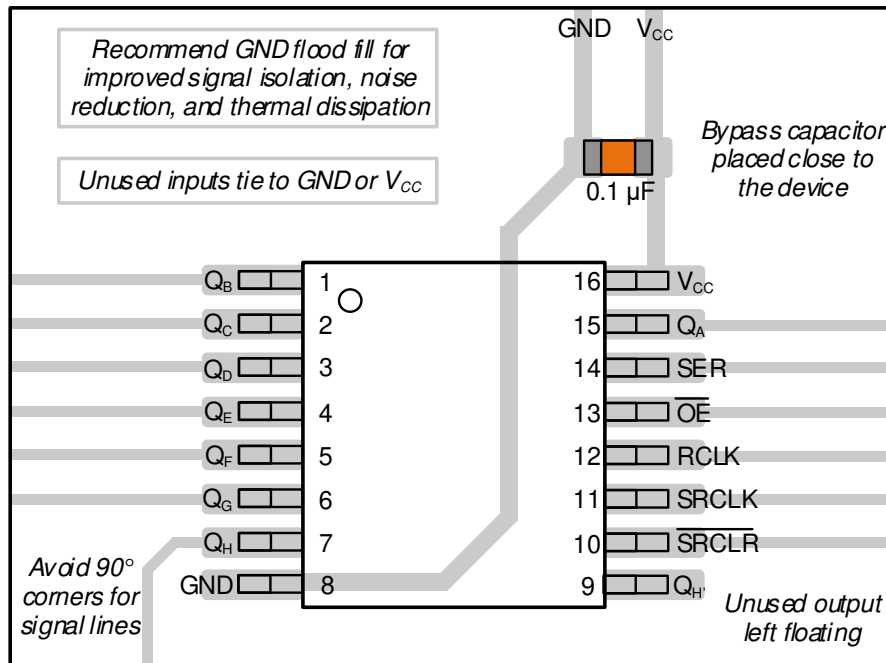 Recommend GND flood fill for
improved signal isolation, noise
reduction, and thermal dissipation
Unused inputs tie to GND or VCC
GND VCC
Bypass capacitor
placed close to
the device
0.1 µF
QB 1 16 VCC
QC 2 15 QA
QD 3 14 SER
QE 4 13 O̅E̅
QF 5 12 RCLK
QG 6 11 SRCLK
QH 7 10 S̅R̅C̅L̅R̅
GND 8 9 QH'
Avoid 90°
corners for
signal lines
Unused output
left floating